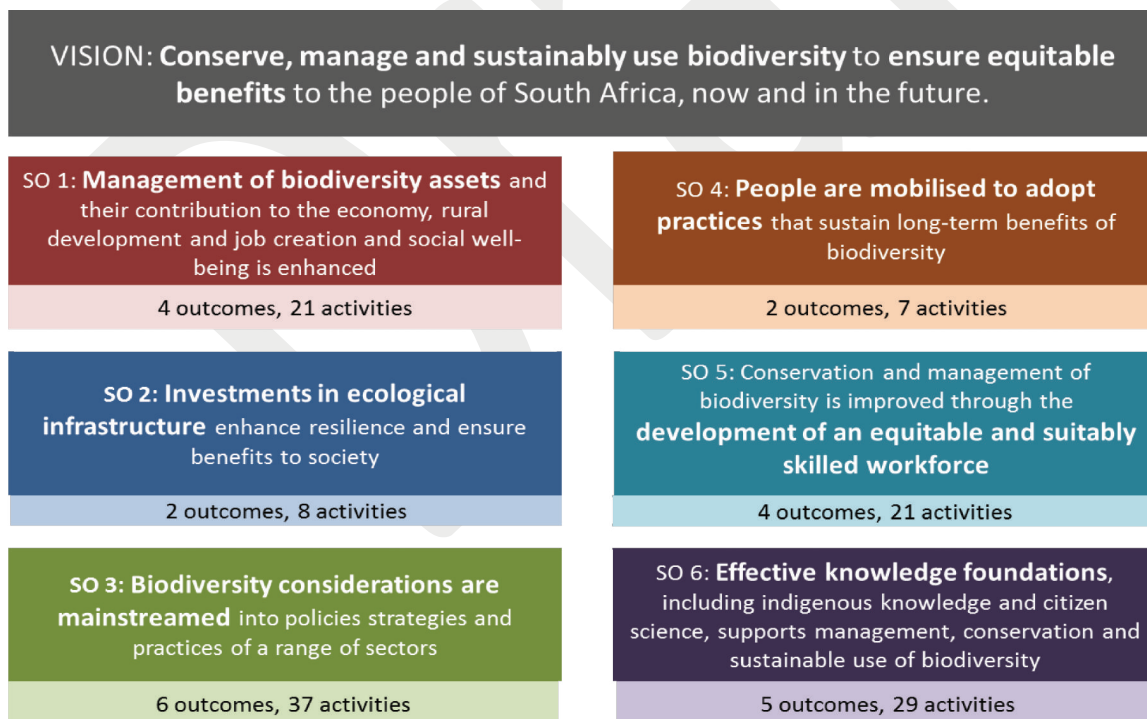 VISION: Conserve, manage and sustainably use biodiversity to ensure equitable
benefits to the people of South Africa, now and in the future.
SO 1: Management of biodiversity assets and
their contribution to the economy, rural
development and job creation and social well-
being is enhanced
4 outcomes, 21 activities
SO 2: Investments in ecological
infrastructure enhance resilience and ensure
benefits to society
2 outcomes, 8 activities
SO 3: Biodiversity considerations are
mainstreamed into policies strategies and
practices of a range of sectors
6 outcomes, 37 activities
SO 4: People are mobilised to adopt
practices that sustain long-term benefits of
biodiversity
2 outcomes, 7 activities
SO 5: Conservation and management of
biodiversity is improved through the
development of an equitable and suitably
skilled workforce
4 outcomes, 21 activities
SO 6: Effective knowledge foundations,
including indigenous knowledge and citizen
science, supports management, conservation and
sustainable use of biodiversity
5 outcomes, 29 activities